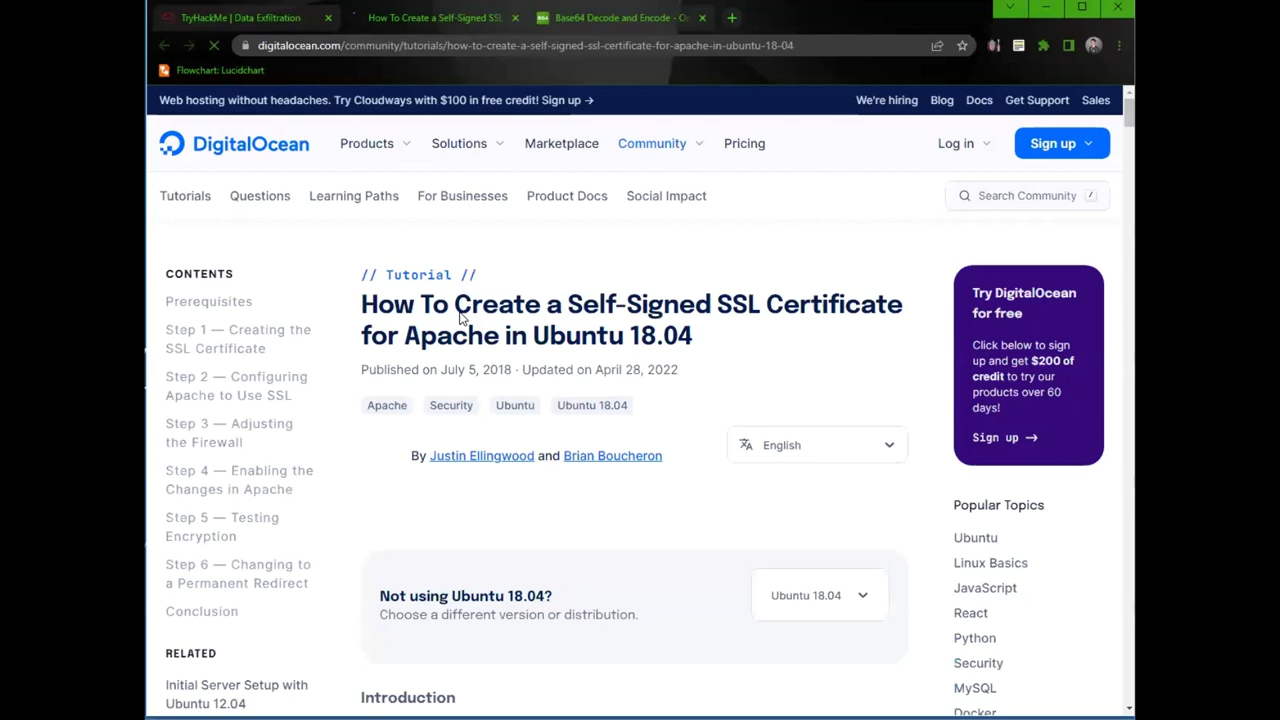 TryHackMe | Data Exfiltration
How To Create a Self-Signed SSL
Base64 Decode and Encode - On
digitalocean.com/community/tutorials/how-to-create-a-self-signed-ssl-certificate-for-apache-in-ubuntu-18-04
Flowchart: Lucidchart
Web hosting without headaches. Try Cloudways with $100 in free credit! Sign up →
We're hiring Blog Docs Get Support Sales
DigitalOcean Products Solutions Marketplace Community Pricing Log in Sign up
Tutorials Questions Learning Paths For Businesses Product Docs Social Impact Search Community /
CONTENTS
Prerequisites
Step 1 — Creating the
SSL Certificate
Step 2 — Configuring
Apache to Use SSL
Step 3 — Adjusting
the Firewall
Step 4 — Enabling the
Changes in Apache
Step 5 — Testing
Encryption
Step 6 — Changing to
a Permanent Redirect
Conclusion
RELATED
Initial Server Setup with
Ubuntu 12.04
// Tutorial //
How To Create a Self-Signed SSL Certificate
for Apache in Ubuntu 18.04
Published on July 5, 2018 · Updated on April 28, 2022
Apache Security Ubuntu Ubuntu 18.04
English
By Justin Ellingwood and Brian Boucheron
Not using Ubuntu 18.04?
Choose a different version or distribution.
Ubuntu 18.04
Introduction
Try DigitalOcean
for free
Click below to sign
up and get $200 of
credit to try our
products over 60
days!
Sign up →
Popular Topics
Ubuntu
Linux Basics
JavaScript
React
Python
Security
MySQL
Docker